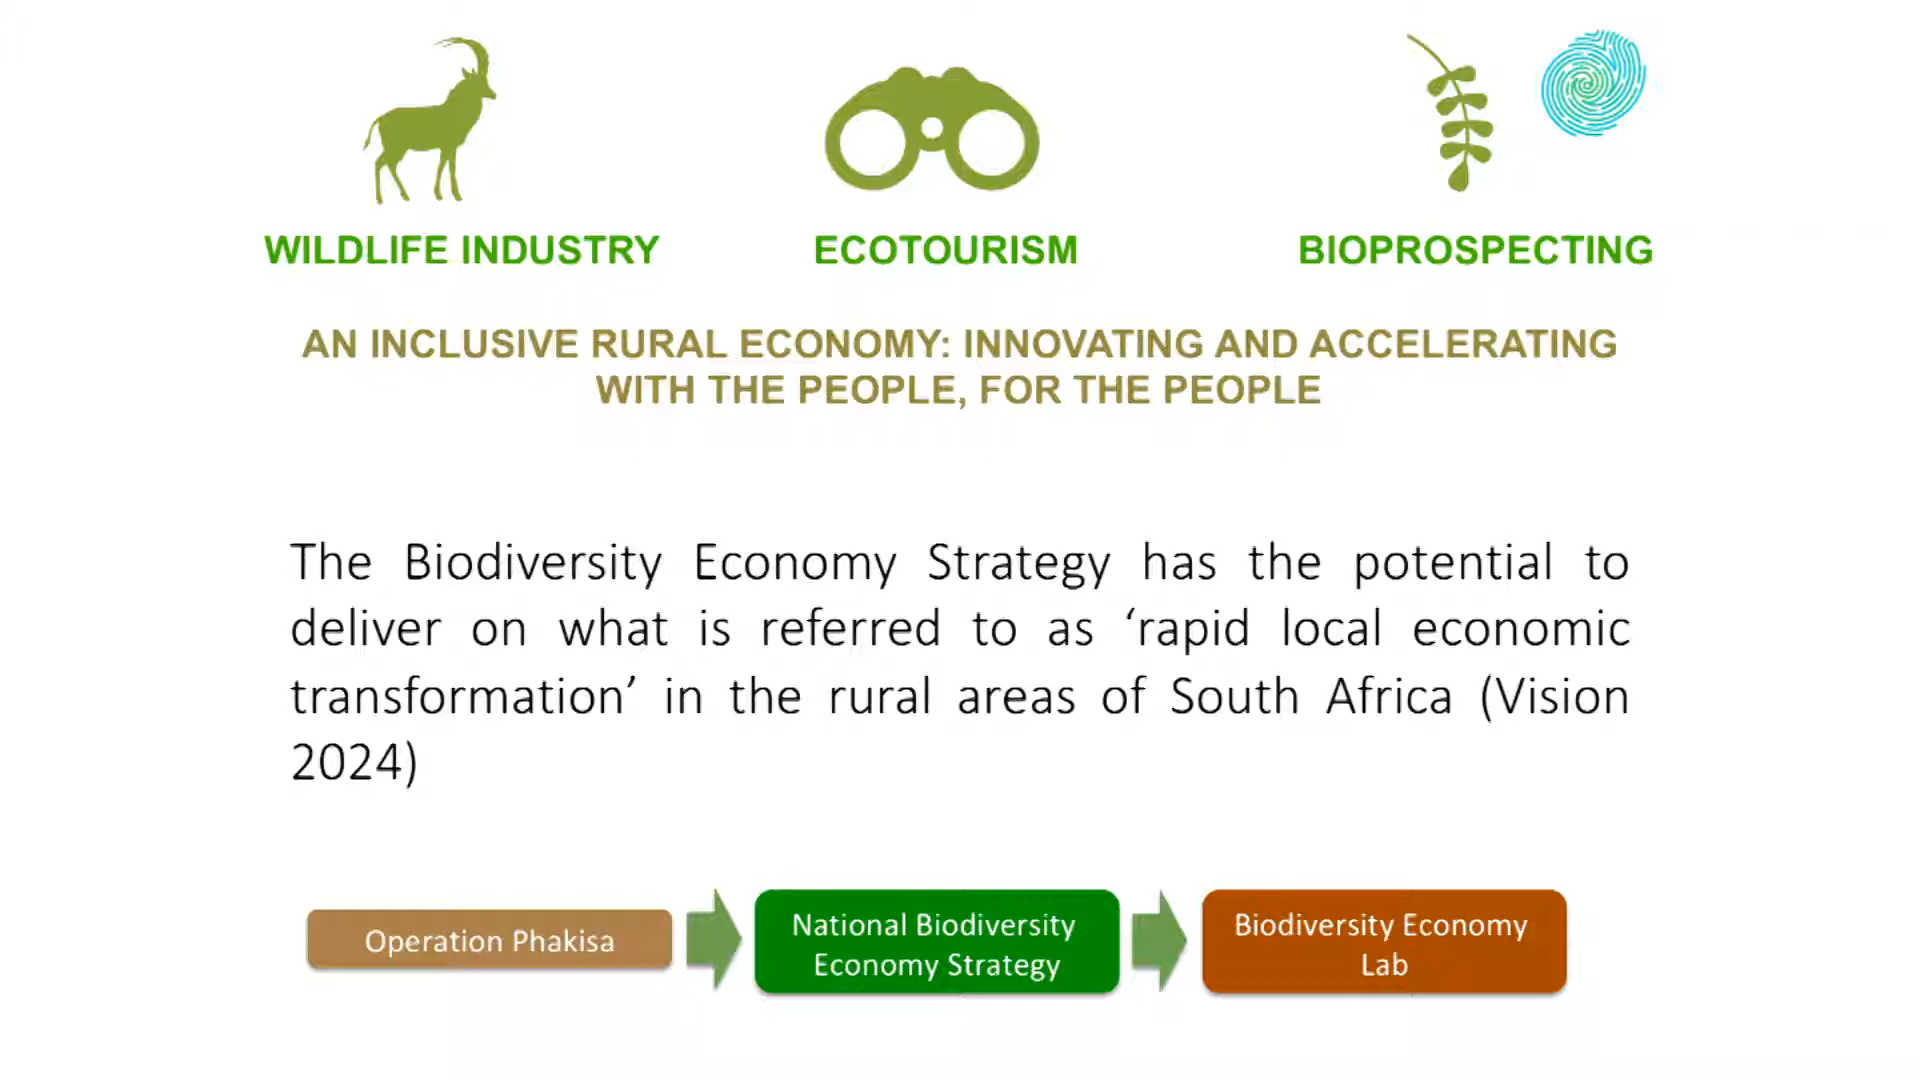 WILDLIFE INDUSTRY
ECOTOURISM
BIOPROSPECTING
AN INCLUSIVE RURAL ECONOMY: INNOVATING AND ACCELERATING
WITH THE PEOPLE, FOR THE PEOPLE
The Biodiversity Economy Strategy has the potential to
deliver on what is referred to as ‘rapid local economic
transformation’ in the rural areas of South Africa (Vision
2024)
Operation Phakisa
National Biodiversity
Economy Strategy
Biodiversity Economy
Lab